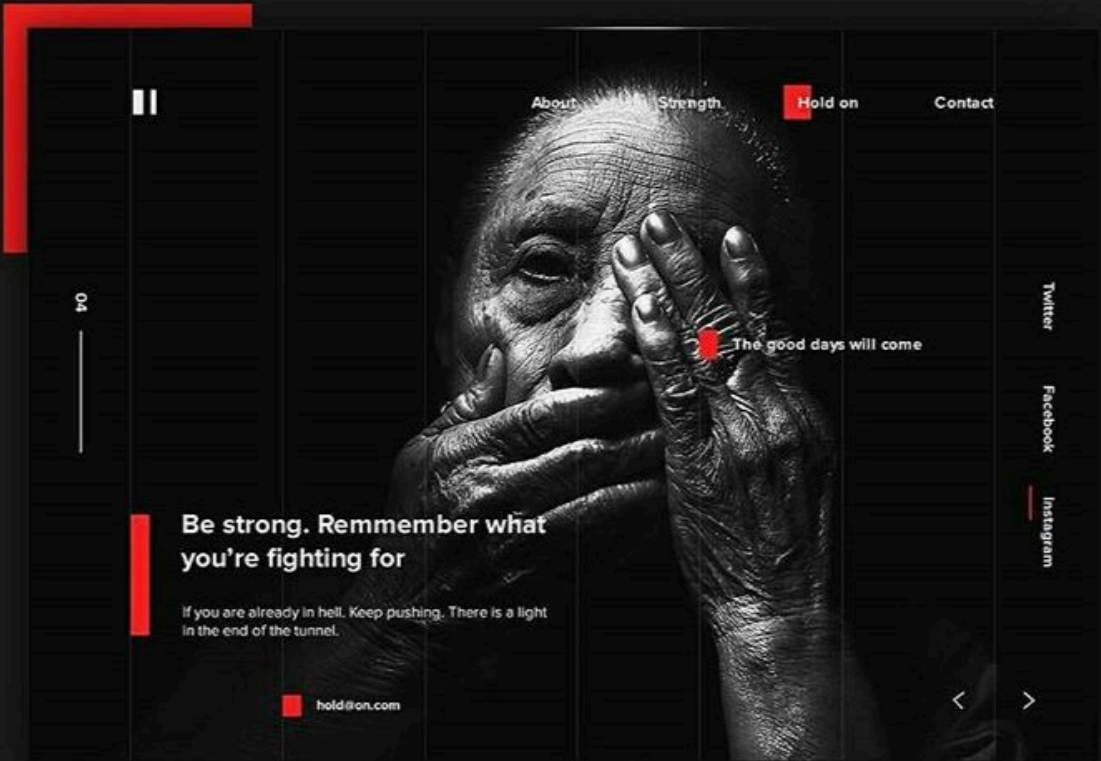 About
Strength
Hold on
Contact
04
Twitter
The good days will come
Facebook
Instagram
Be strong. Remmember what
you're fighting for
If you are already in hell. Keep pushing. There is a light
in the end of the tunnel.
hold@on.com